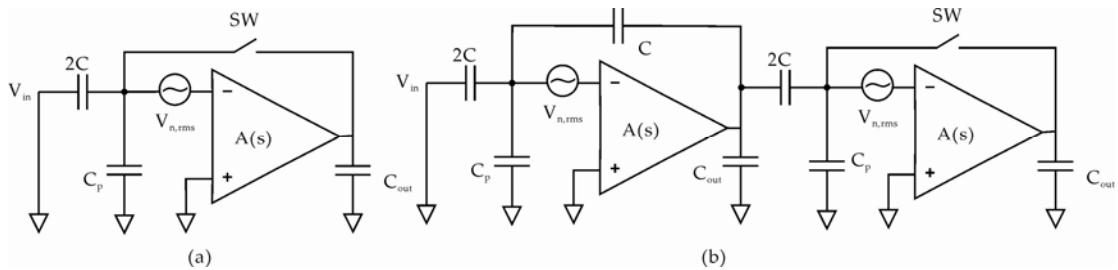 SW
2C
V_in
V_n,rms
−
A(s)
+
C_p
C_out
(a)
C
2C
V_in
V_n,rms
−
A(s)
+
C_p
C_out
(b)
SW
2C
V_n,rms
−
A(s)
+
C_p
C_out